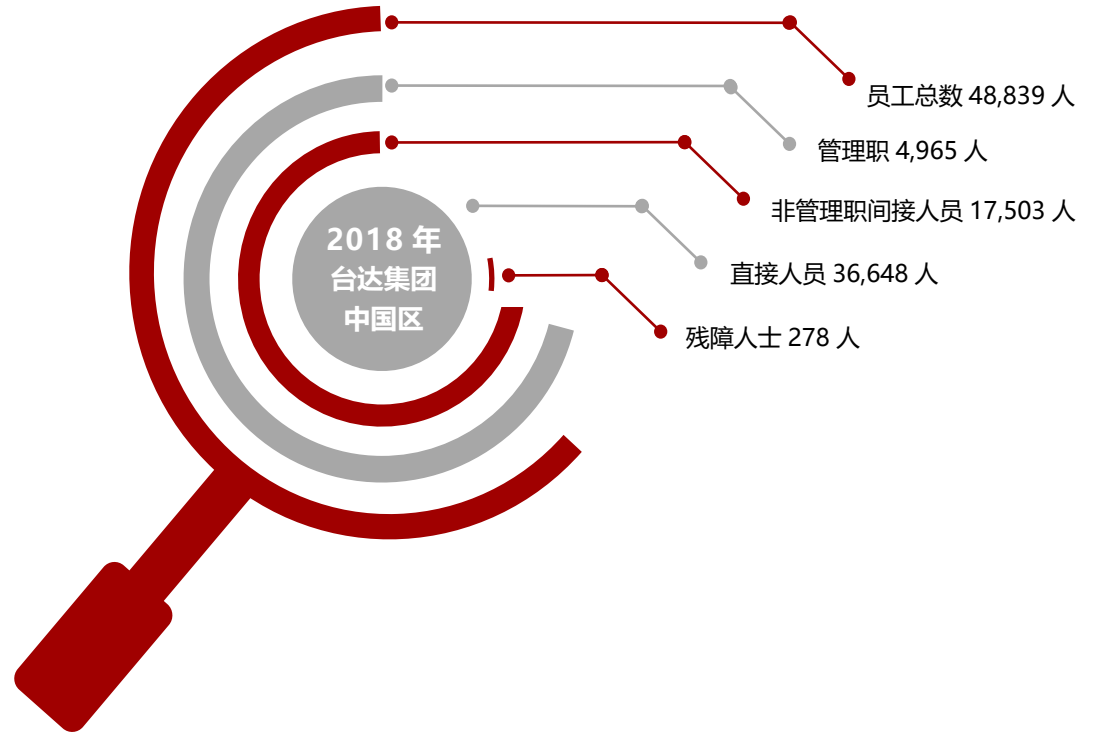 员工总数 48,839 人
管理职 4,965 人
非管理职间接人员 17,503 人
直接人员 36,648 人
残障人士 278 人
2018 年
台达集团
中国区